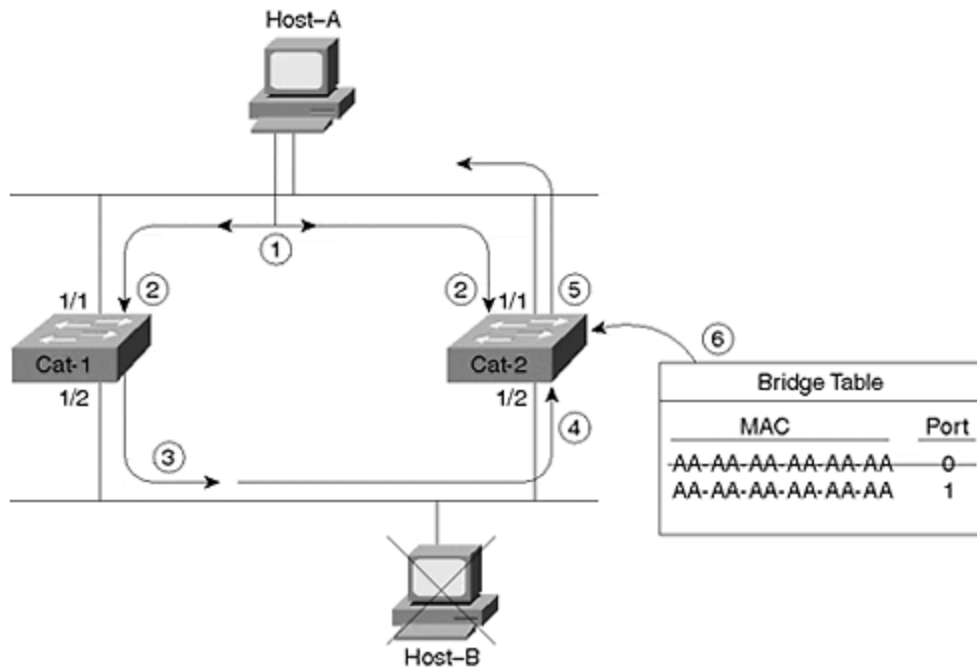 Host-A
1
2
2
5
1/1
1/1
6
Cat-1
Cat-2
Bridge Table
1/2
1/2
MAC Port
4
AA-AA-AA-AA-AA-AA 0
3
AA-AA-AA-AA-AA-AA 1
Host-B